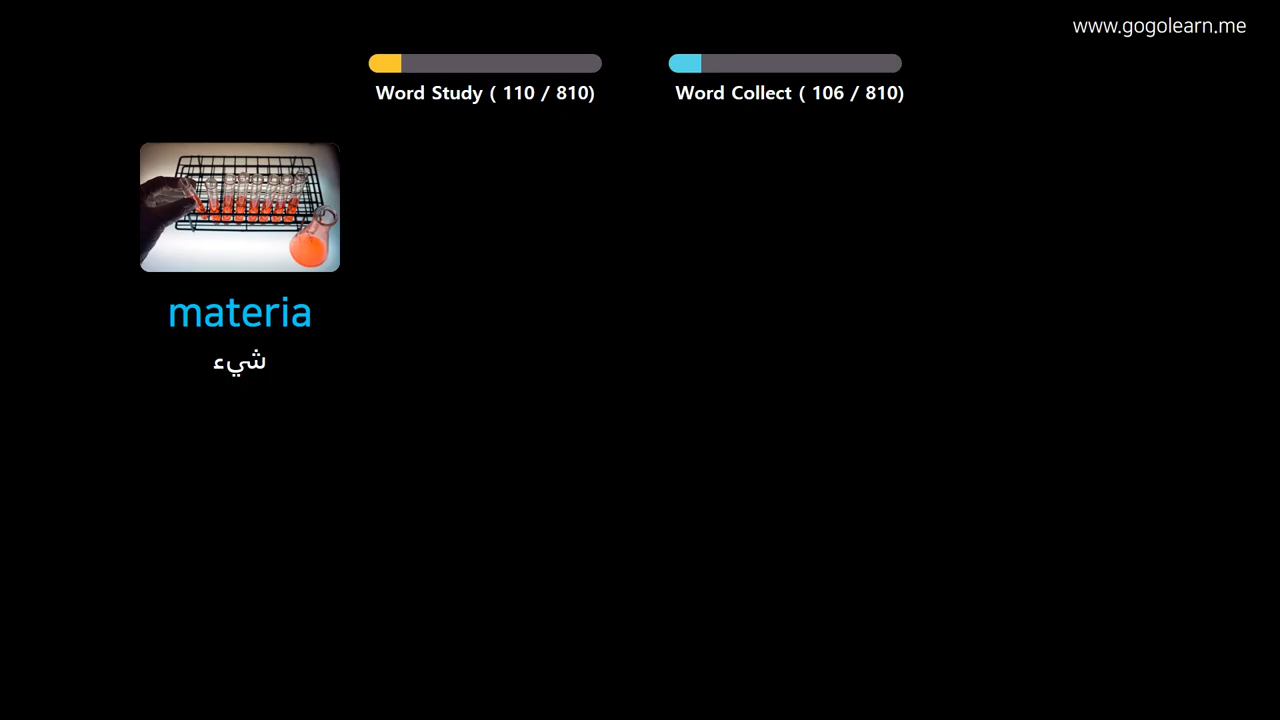 www.gogolearn.me
Word Study ( 110 / 810)
Word Collect ( 106 / 810)
materia
شيء